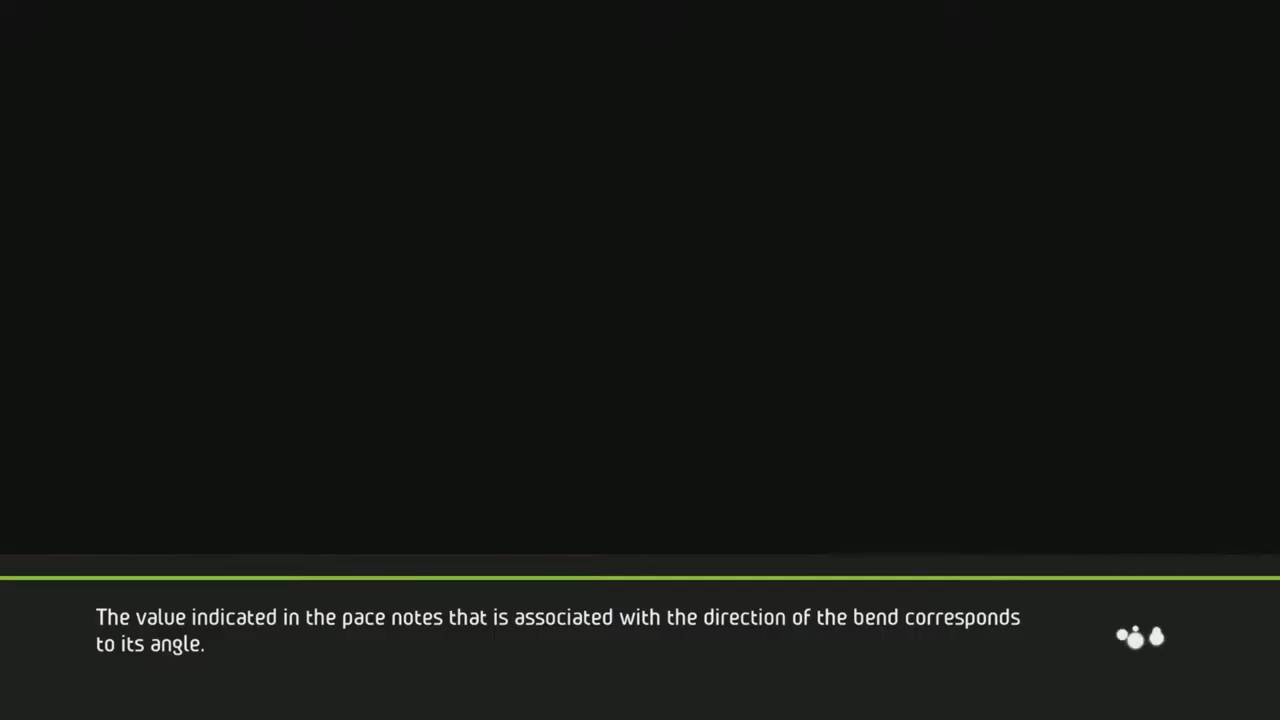 The value indicated in the pace notes that is associated with the direction of the bend corresponds
to its angle.